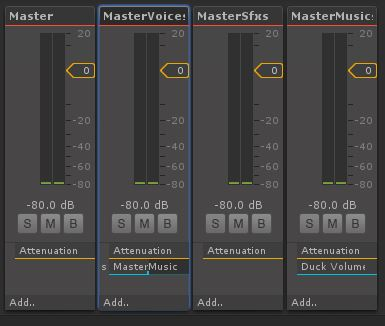 Master
20
0
-20
-40
-60
-80
-80.0 dB
S M B
Attenuation
Add..
MasterVoices
20
0
-20
-40
-60
-80
-80.0 dB
S M B
Attenuation
s MasterMusic
Add..
MasterSfxs
20
0
-20
-40
-60
-80
-80.0 dB
S M B
Attenuation
Add..
MasterMusic
20
0
-20
-40
-60
-80
-80.0 dB
S M B
Attenuation
Duck Volume
Add..